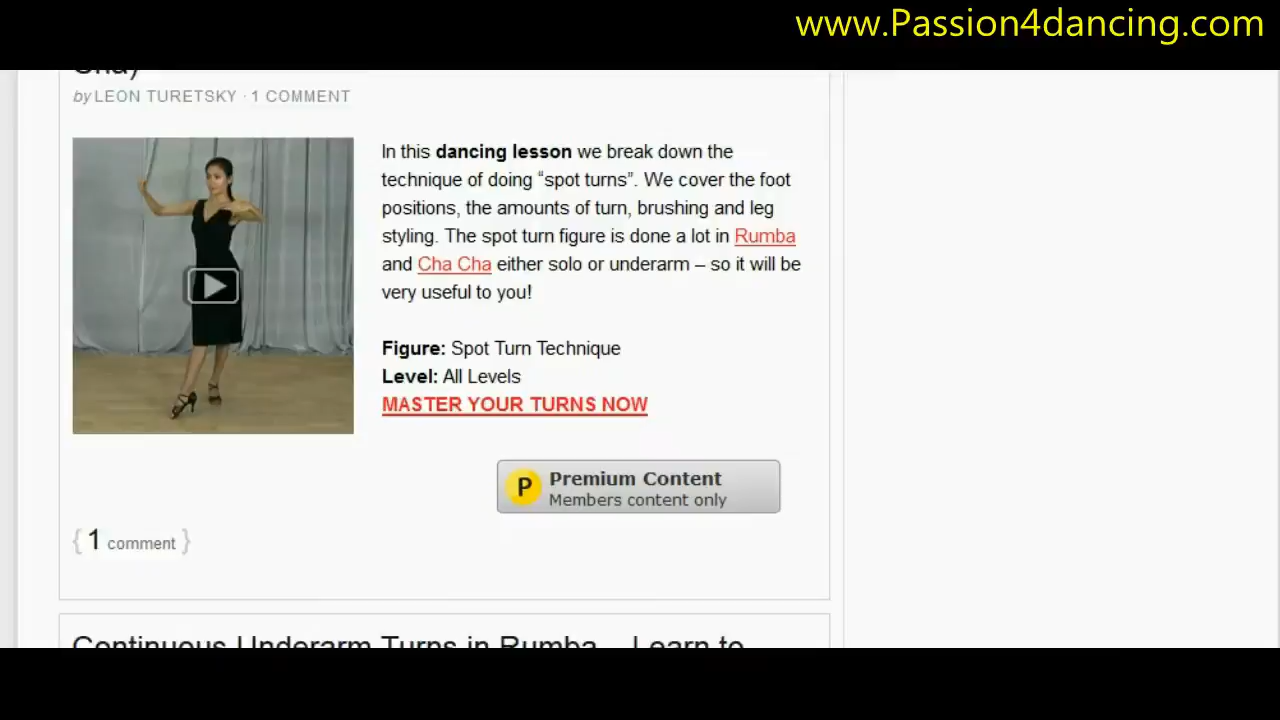 www.Passion4dancing.com
by LEON TURETSKY · 1 COMMENT
In this dancing lesson we break down the
technique of doing “spot turns”. We cover the foot
positions, the amounts of turn, brushing and leg
styling. The spot turn figure is done a lot in Rumba
and Cha Cha either solo or underarm – so it will be
very useful to you!
Figure: Spot Turn Technique
Level: All Levels
MASTER YOUR TURNS NOW
P Premium Content
Members content only
{ 1 comment }
Continuous Underarm Turns in Rumba – Learn to